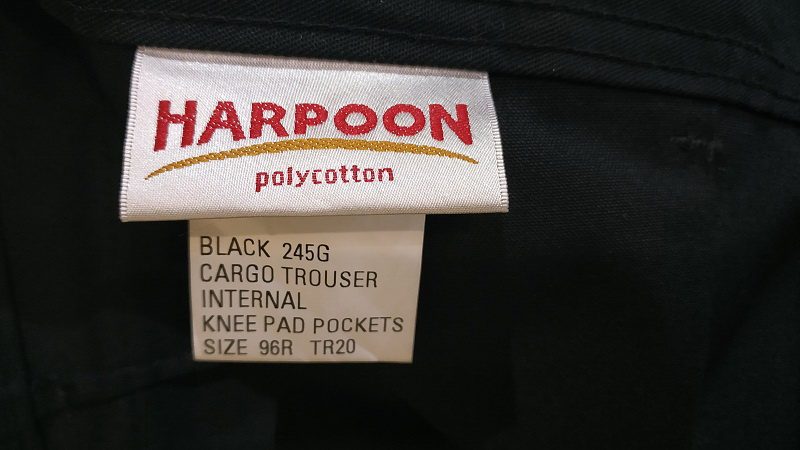 HARPOON
polycotton
BLACK 245G
CARGO TROUSER
INTERNAL
KNEE PAD POCKETS
SIZE 96R TR20